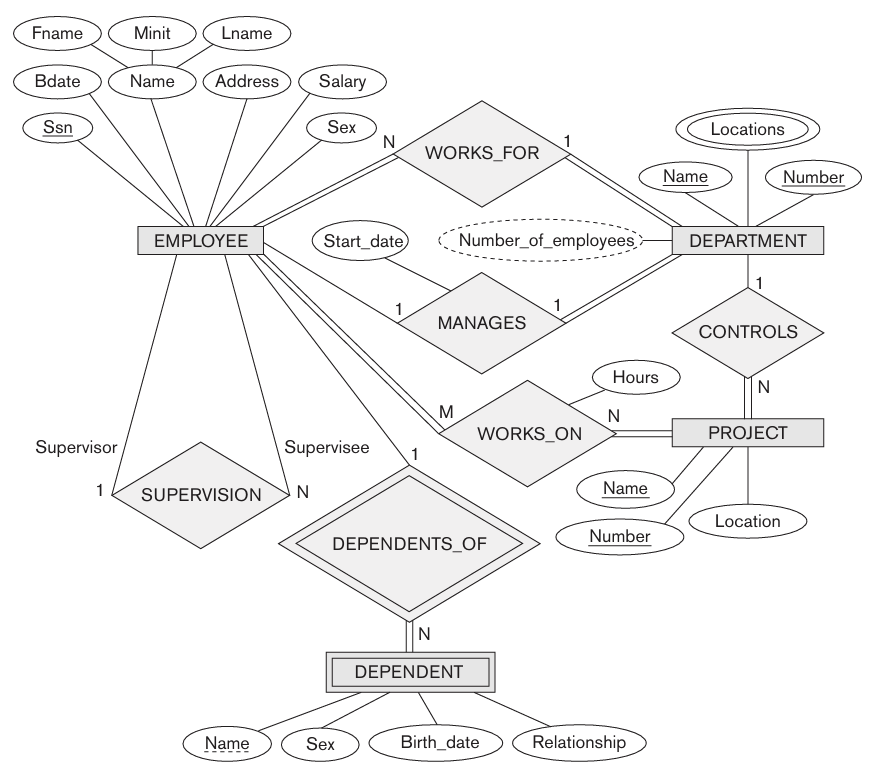 Fname
Minit
Lname
Bdate
Name
Address
Salary
Ssn
Sex
N
WORKS_FOR
1
Locations
Name
Number
EMPLOYEE
Start_date
Number_of_employees
DEPARTMENT
1
MANAGES
1
1
CONTROLS
N
Hours
M
WORKS_ON
N
PROJECT
Supervisor
Supervisee
1
1
SUPERVISION
N
Name
Number
Location
DEPENDENTS_OF
N
DEPENDENT
Name
Sex
Birth_date
Relationship